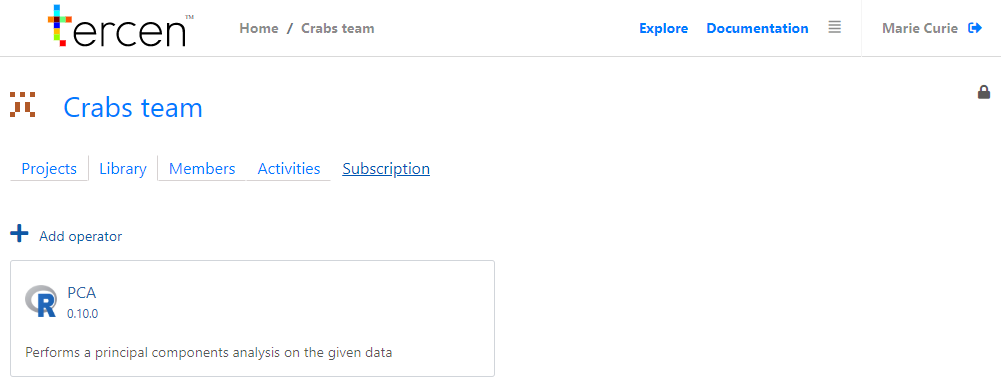 tercen™
Home / Crabs team
Explore Documentation
Marie Curie
Crabs team
Projects Library Members Activities Subscription
Add operator
R
PCA
0.10.0
Performs a principal components analysis on the given data